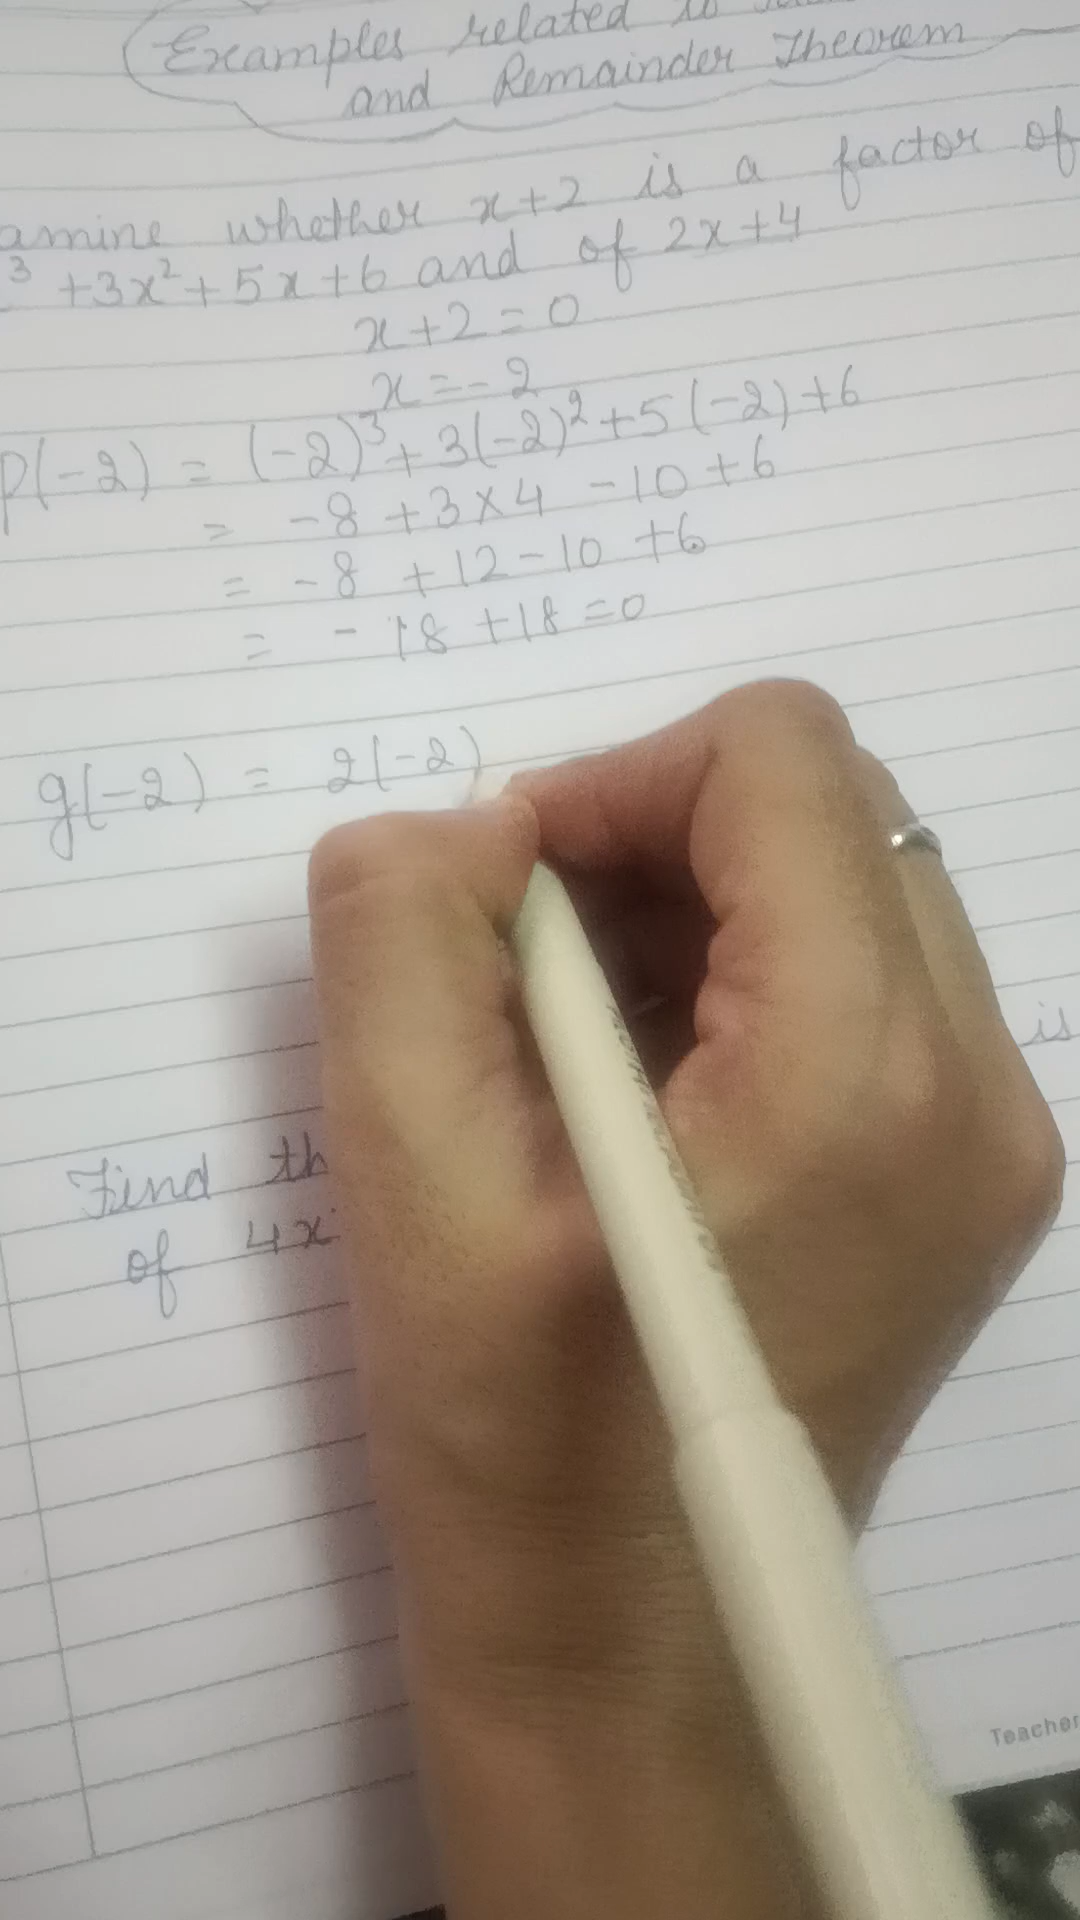 Examples related to
and Remainder Theorem
amine whether x+2 is a factor of
³ +3x²+5x+6 and of 2x+4
x+2=0
x=-2
p(-2) = (-2)³+3(-2)²+5(-2)+6
= -8 +3×4 -10 +6
= -8 +12-10 +6
= -18 +18=0
g(-2) = 2(-2)
is
Find th
of 4x
Teacher